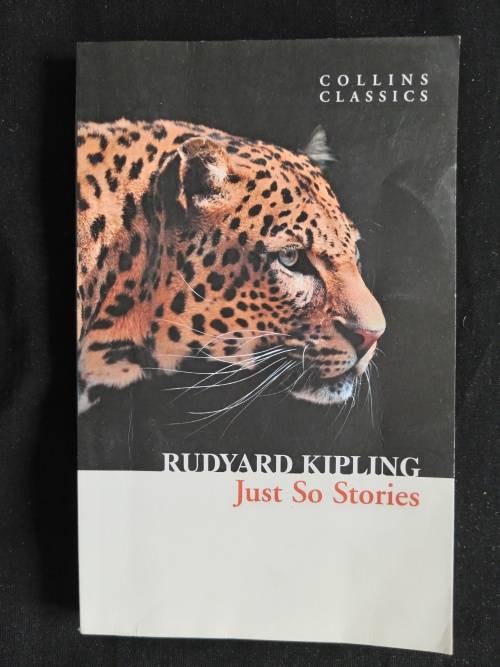 COLLINS
CLASSICS
RUDYARD KIPLING
Just So Stories